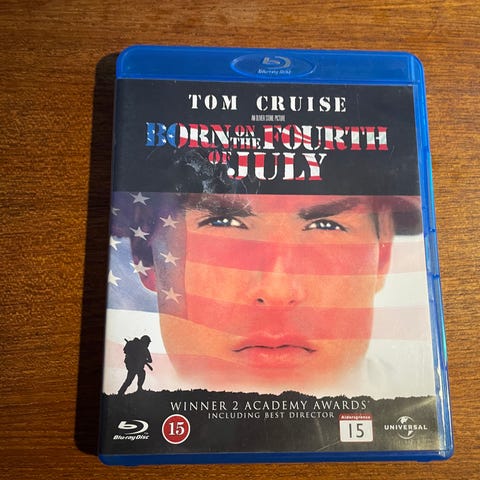 Blu-ray Disc
TOM CRUISE
AN OLIVER STONE PICTURE
BORN ON THE FOURTH
OF JULY
WINNER 2 ACADEMY AWARDS®
INCLUDING BEST DIRECTOR
Blu-ray Disc
15
Aldersgrense
15
UNIVERSAL